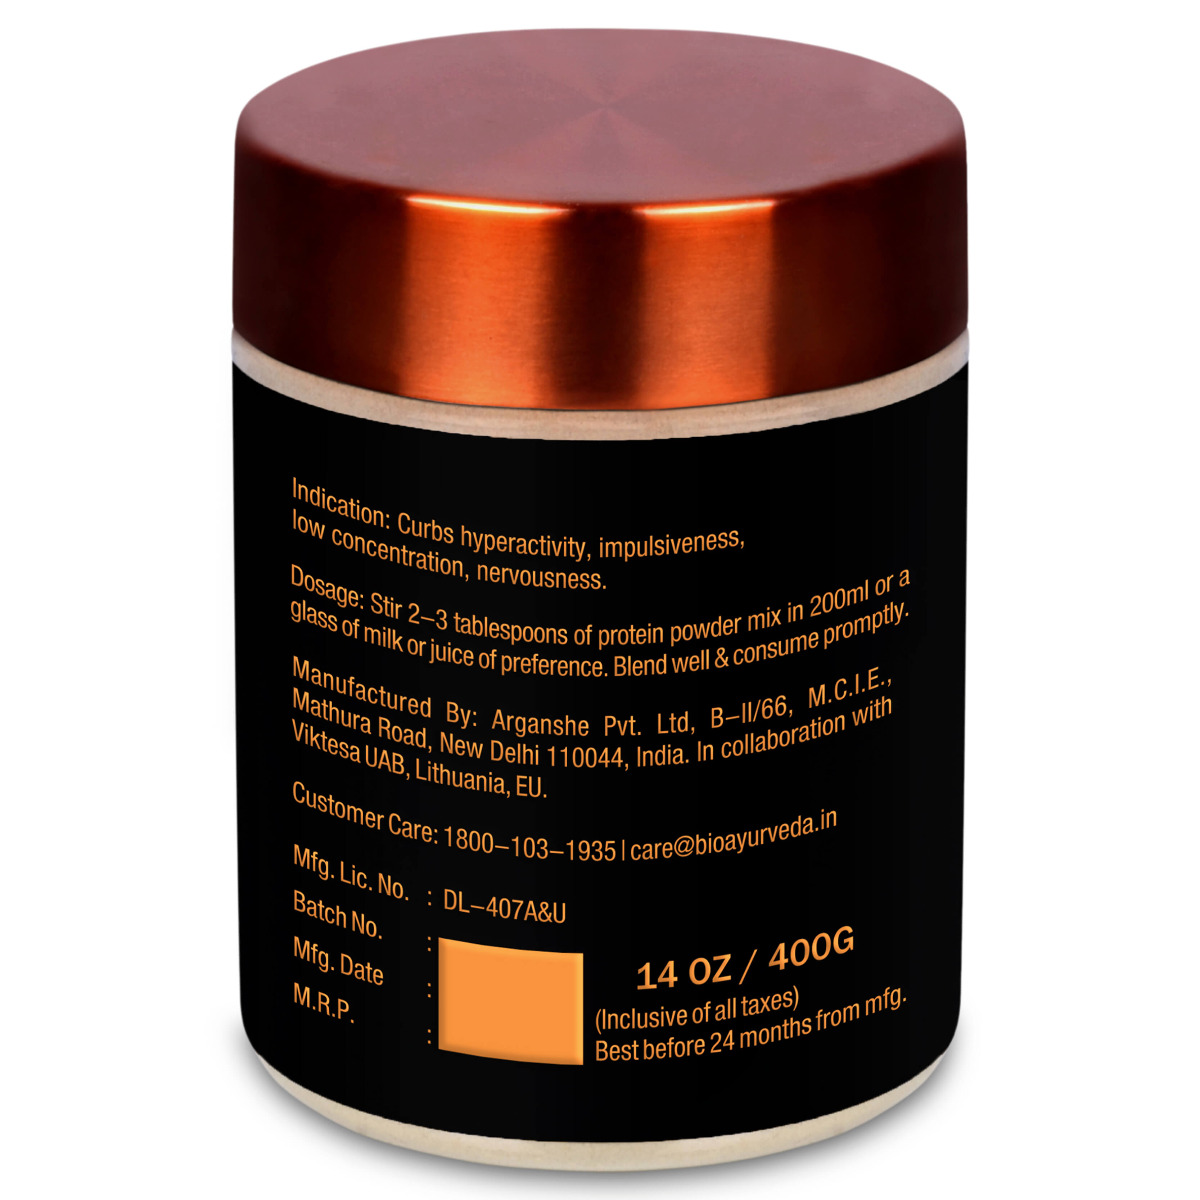 Indication: Curbs hyperactivity, impulsiveness,
low concentration, nervousness.
Dosage: Stir 2–3 tablespoons of protein powder mix in 200ml or a
glass of milk or juice of preference. Blend well & consume promptly.
Manufactured By: Arganshe Pvt. Ltd, B–II/66, M.C.I.E.,
Mathura Road, New Delhi 110044, India. In collaboration with
Viktesa UAB, Lithuania, EU.
Customer Care: 1800–103–1935 | care@bioayurveda.in
Mfg. Lic. No. : DL–407A&U
Batch No. :
Mfg. Date :
M.R.P. :
14 OZ / 400G
(Inclusive of all taxes)
Best before 24 months from mfg.